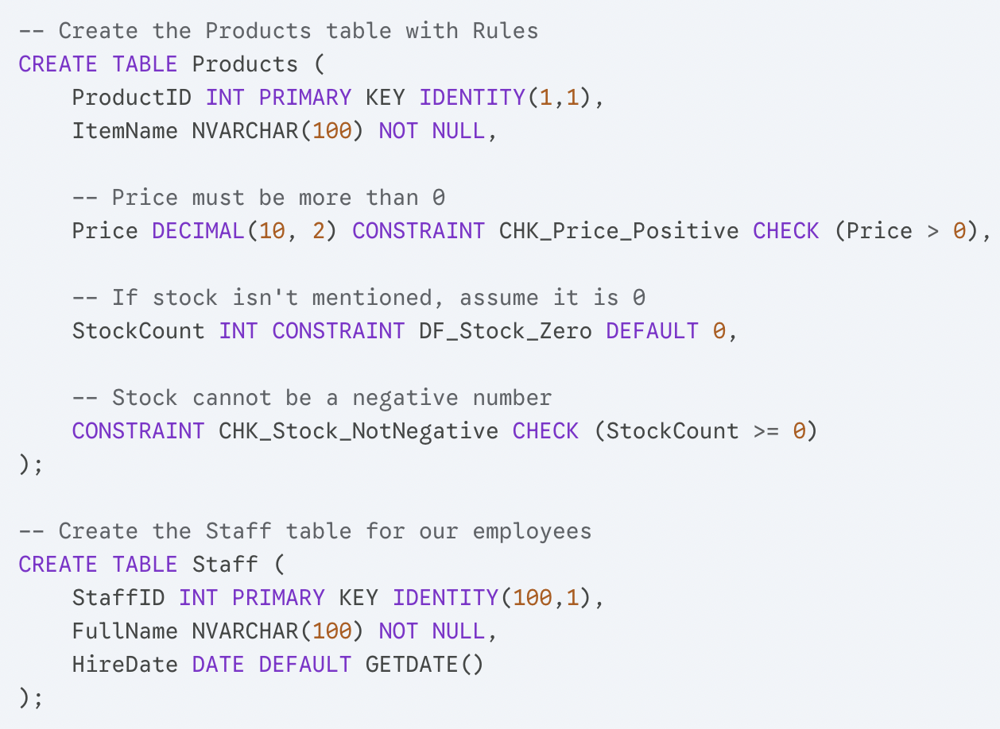 -- Create the Products table with Rules
CREATE TABLE Products (
    ProductID INT PRIMARY KEY IDENTITY(1,1),
    ItemName NVARCHAR(100) NOT NULL,

    -- Price must be more than 0
    Price DECIMAL(10, 2) CONSTRAINT CHK_Price_Positive CHECK (Price > 0),

    -- If stock isn't mentioned, assume it is 0
    StockCount INT CONSTRAINT DF_Stock_Zero DEFAULT 0,

    -- Stock cannot be a negative number
    CONSTRAINT CHK_Stock_NotNegative CHECK (StockCount >= 0)
);

-- Create the Staff table for our employees
CREATE TABLE Staff (
    StaffID INT PRIMARY KEY IDENTITY(100,1),
    FullName NVARCHAR(100) NOT NULL,
    HireDate DATE DEFAULT GETDATE()
);